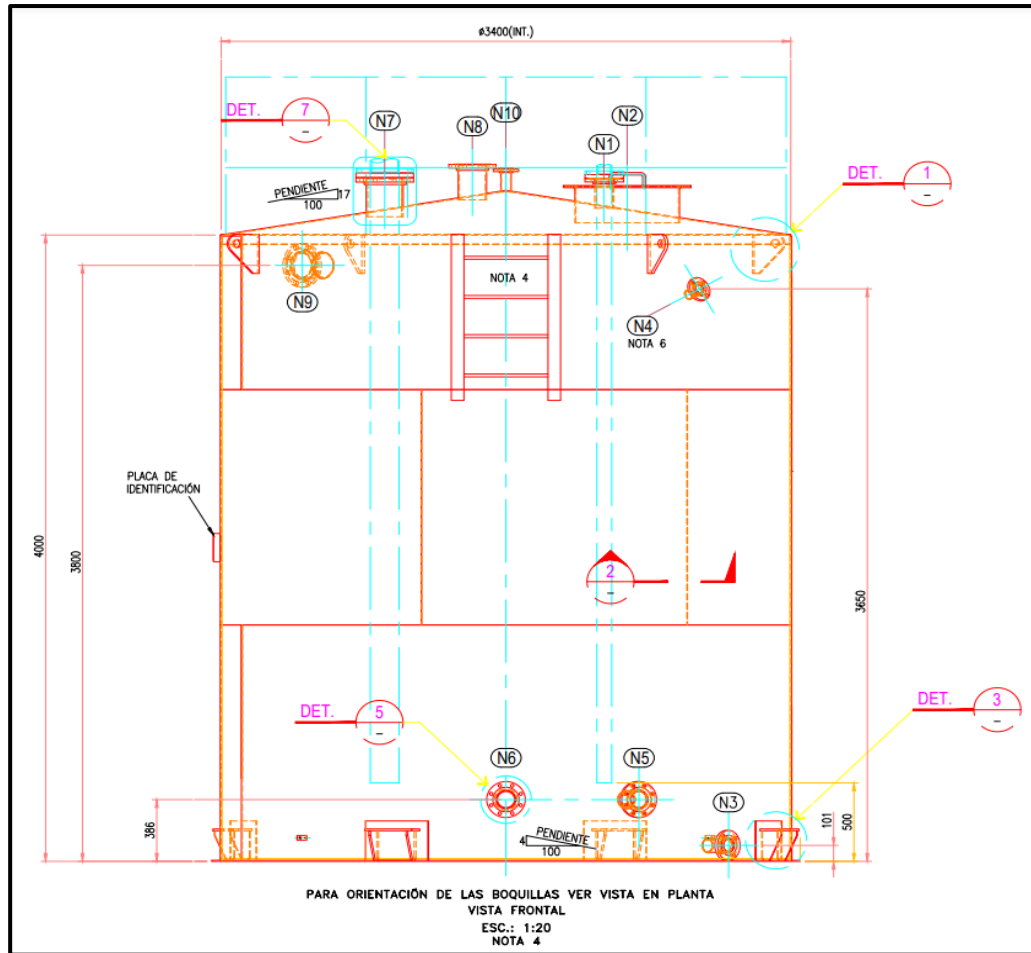 ø3400(INT.)
DET. 7
-
N7
N8
N10
N1
N2
DET. 1
-
PENDIENTE
17
100
N9
NOTA 4
N4
NOTA 6
PLACA DE
IDENTIFICACIÓN
4000
3800
2
-
3650
DET. 5
-
DET. 3
-
N6
N5
N3
386
PENDIENTE
4
100
101
500
PARA ORIENTACIÓN DE LAS BOQUILLAS VER VISTA EN PLANTA
VISTA FRONTAL
ESC.: 1:20
NOTA 4